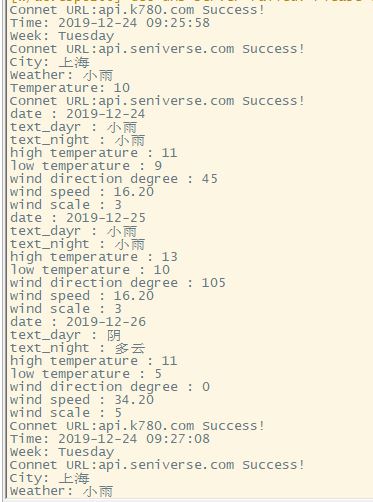 Connet URL:api.k780.com Success!
Time: 2019-12-24 09:25:58
Week: Tuesday
Connet URL:api.seniverse.com Success!
City: 上海
Weather: 小雨
Temperature: 10
Connet URL:api.seniverse.com Success!
date : 2019-12-24
text_dayr : 小雨
text_night : 小雨
high temperature : 11
low temperature : 9
wind direction degree : 45
wind speed : 16.20
wind scale : 3
date : 2019-12-25
text_dayr : 小雨
text_night : 小雨
high temperature : 13
low temperature : 10
wind direction degree : 105
wind speed : 16.20
wind scale : 3
date : 2019-12-26
text_dayr : 阴
text_night : 多云
high temperature : 11
low temperature : 5
wind direction degree : 0
wind speed : 34.20
wind scale : 5
Connet URL:api.k780.com Success!
Time: 2019-12-24 09:27:08
Week: Tuesday
Connet URL:api.seniverse.com Success!
City: 上海
Weather: 小雨